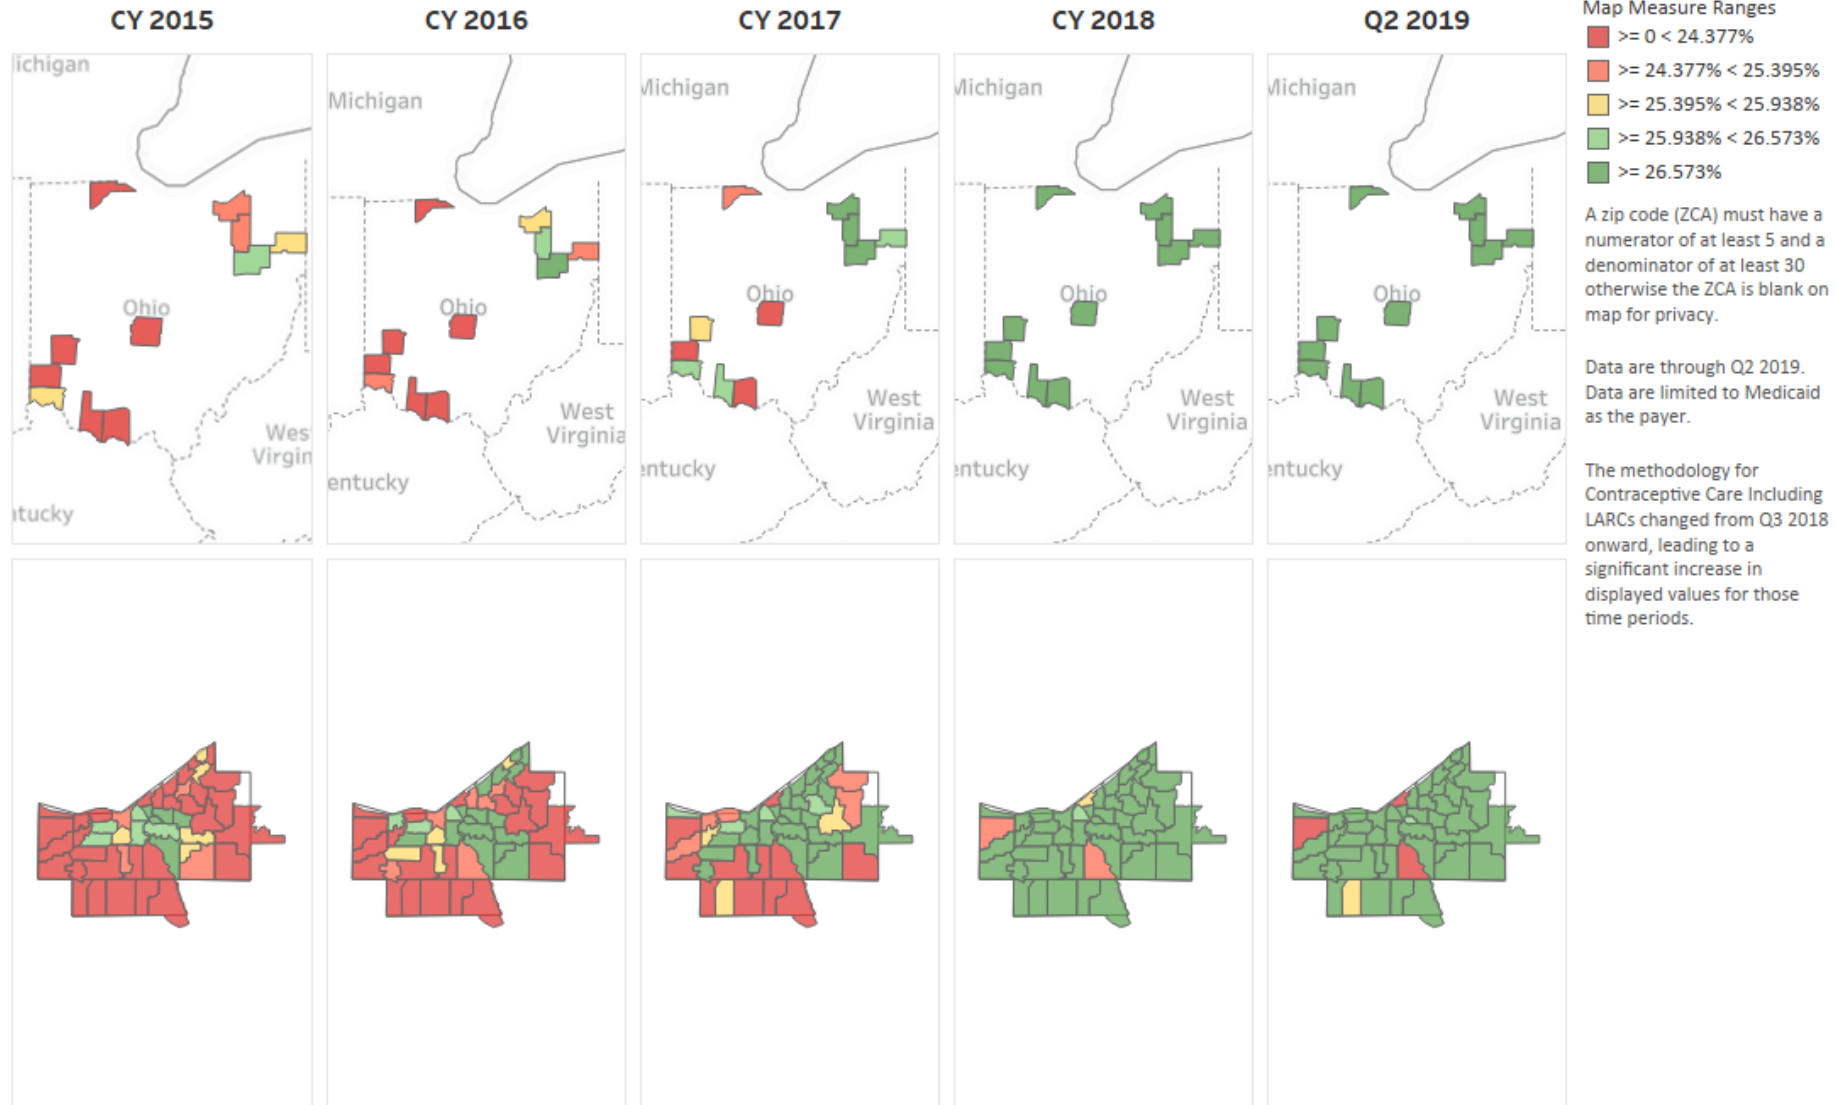 CY 2015
CY 2016
CY 2017
CY 2018
Q2 2019
ichigan
Ohio
Wes
Virgin
tucky
Michigan
Ohio
West
Virginia
entucky
Michigan
Ohio
West
Virginia
entucky
Michigan
Ohio
West
Virginia
entucky
Michigan
Ohio
West
Virginia
entucky
Map Measure Ranges
>= 0 < 24.377%
>= 24.377% < 25.395%
>= 25.395% < 25.938%
>= 25.938% < 26.573%
>= 26.573%
A zip code (ZCA) must have a
numerator of at least 5 and a
denominator of at least 30
otherwise the ZCA is blank on
map for privacy.
Data are through Q2 2019.
Data are limited to Medicaid
as the payer.
The methodology for
Contraceptive Care Including
LARCs changed from Q3 2018
onward, leading to a
significant increase in
displayed values for those
time periods.